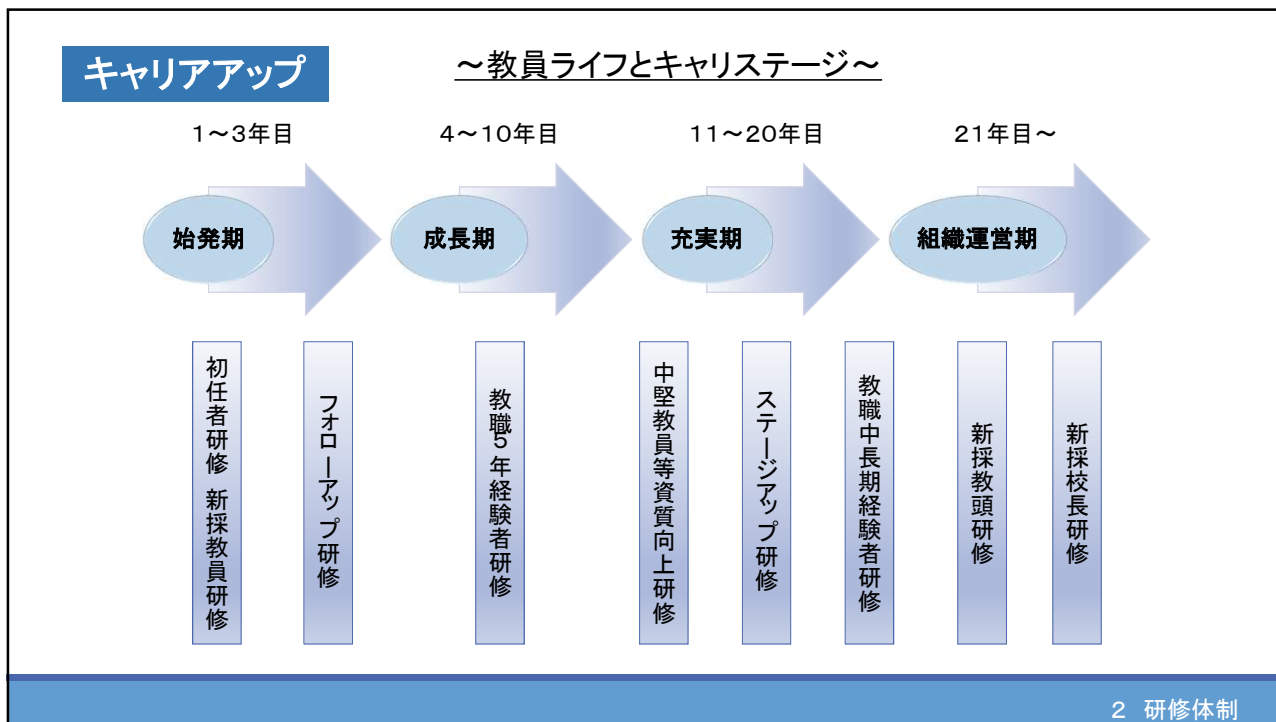 キャリアアップ
～教員ライフとキャリステージ～
1～3年目
4～10年目
11～20年目
21年目～
始発期
成長期
充実期
組織運営期
初任者研修 新採教員研修
フォローアップ研修
教職5年経験者研修
中堅教員等資質向上研修
ステージアップ研修
教職中長期経験者研修
新採教頭研修
新採校長研修
2 研修体制